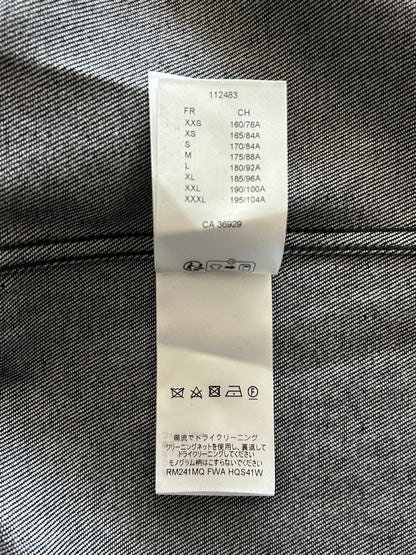 112483
FR CH
XXS 160/76A
XS 165/84A
S 170/84A
M 175/88A
L 180/92A
XL 185/96A
XXL 190/100A
XXXL 195/104A
CA 36929
F
弱流でドライクリーニング
クリーニングネットを使用し、裏返して
ドライクリーニングしてください
モノグラム柄はこすらないでください
RM241MQ FWA HQS41W